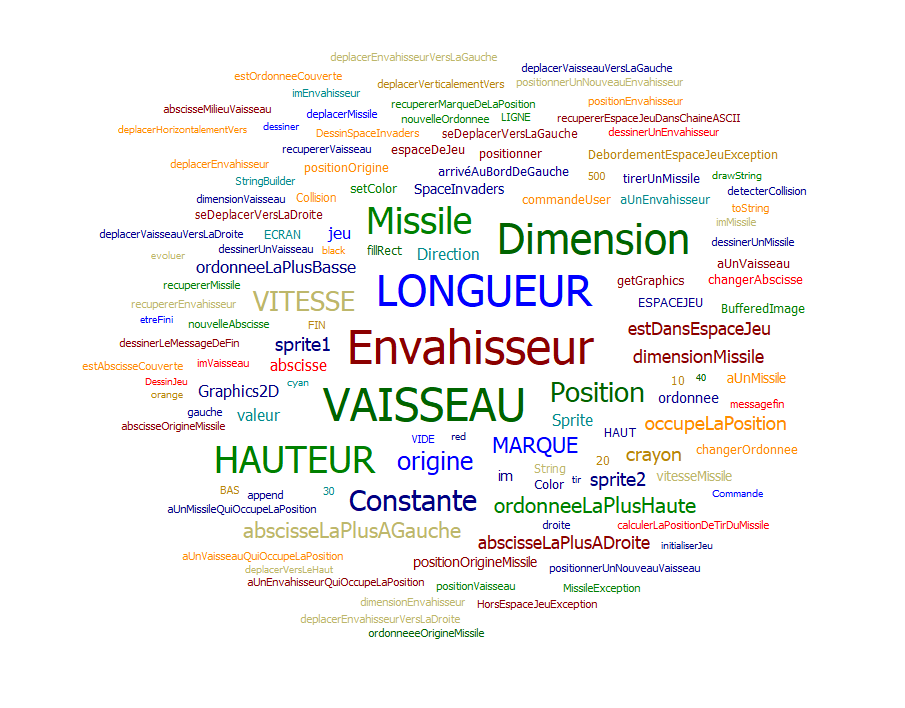 deplacerEnvahisseurVersLaGauche
deplacerVaisseauVersLaGauche
estOrdonneeCouverte
deplacerVerticalementVers
positionnerUnNouveauEnvahisseur
imEnvahisseur
recupererMarqueDeLaPosition
positionEnvahisseur
abscisseMilieuVaisseau
deplacerMissile
nouvelleOrdonnee
LIGNE
recupererEspaceJeuDansChaineASCII
deplacerHorizontalementVers
dessiner
DessinSpaceInvaders
seDeplacerVersLaGauche
dessinerUnEnvahisseur
recupererVaisseau
espaceDeJeu
positionner
DebordementEspaceJeuException
deplacerEnvahisseur
positionOrigine
arrivéAuBordDeGauche
500
tirerUnMissile
drawString
StringBuilder
setColor
SpaceInvaders
detecterCollision
dimensionVaisseau
Collision
commandeUser
aUnEnvahisseur
toString
seDeplacerVersLaDroite
Missile
imMissile
deplacerVaisseauVersLaDroite
ECRAN
jeu
Dimension
dessinerUnMissile
dessinerUnVaisseau
black
fillRect
Direction
evoluer
ordonneeLaPlusBasse
aUnVaisseau
recupererMissile
LONGUEUR
getGraphics
changerAbscisse
recupererEnvahisseur
VITESSE
ESPACEJEU
BufferedImage
etreFini
nouvelleAbscisse
FIN
estDansEspaceJeu
dessinerLeMessageDeFin
sprite1
Envahisseur
dimensionMissile
estAbscisseCouverte
imVaisseau
abscisse
DessinJeu
cyan
10
40
aUnMissile
orange
Graphics2D
Position
ordonnee
messagefin
gauche
valeur
VAISSEAU
Sprite
occupeLaPosition
abscisseOrigineMissile
VIDE
red
MARQUE
HAUT
changerOrdonnee
HAUTEUR
origine
String
20
crayon
im
Color
tir
sprite2
vitesseMissile
BAS
append
30
Constante
ordonneeLaPlusHaute
Commande
aUnMissileQuiOccupeLaPosition
abscisseLaPlusAGauche
droite
calculerLaPositionDeTirDuMissile
abscisseLaPlusADroite
initialiserJeu
aUnVaisseauQuiOccupeLaPosition
positionOrigineMissile
positionnerUnNouveauVaisseau
deplacerVersLeHaut
aUnEnvahisseurQuiOccupeLaPosition
positionVaisseau
MissileException
dimensionEnvahisseur
HorsEspaceJeuException
deplacerEnvahisseurVersLaDroite
ordonneeeOrigineMissile